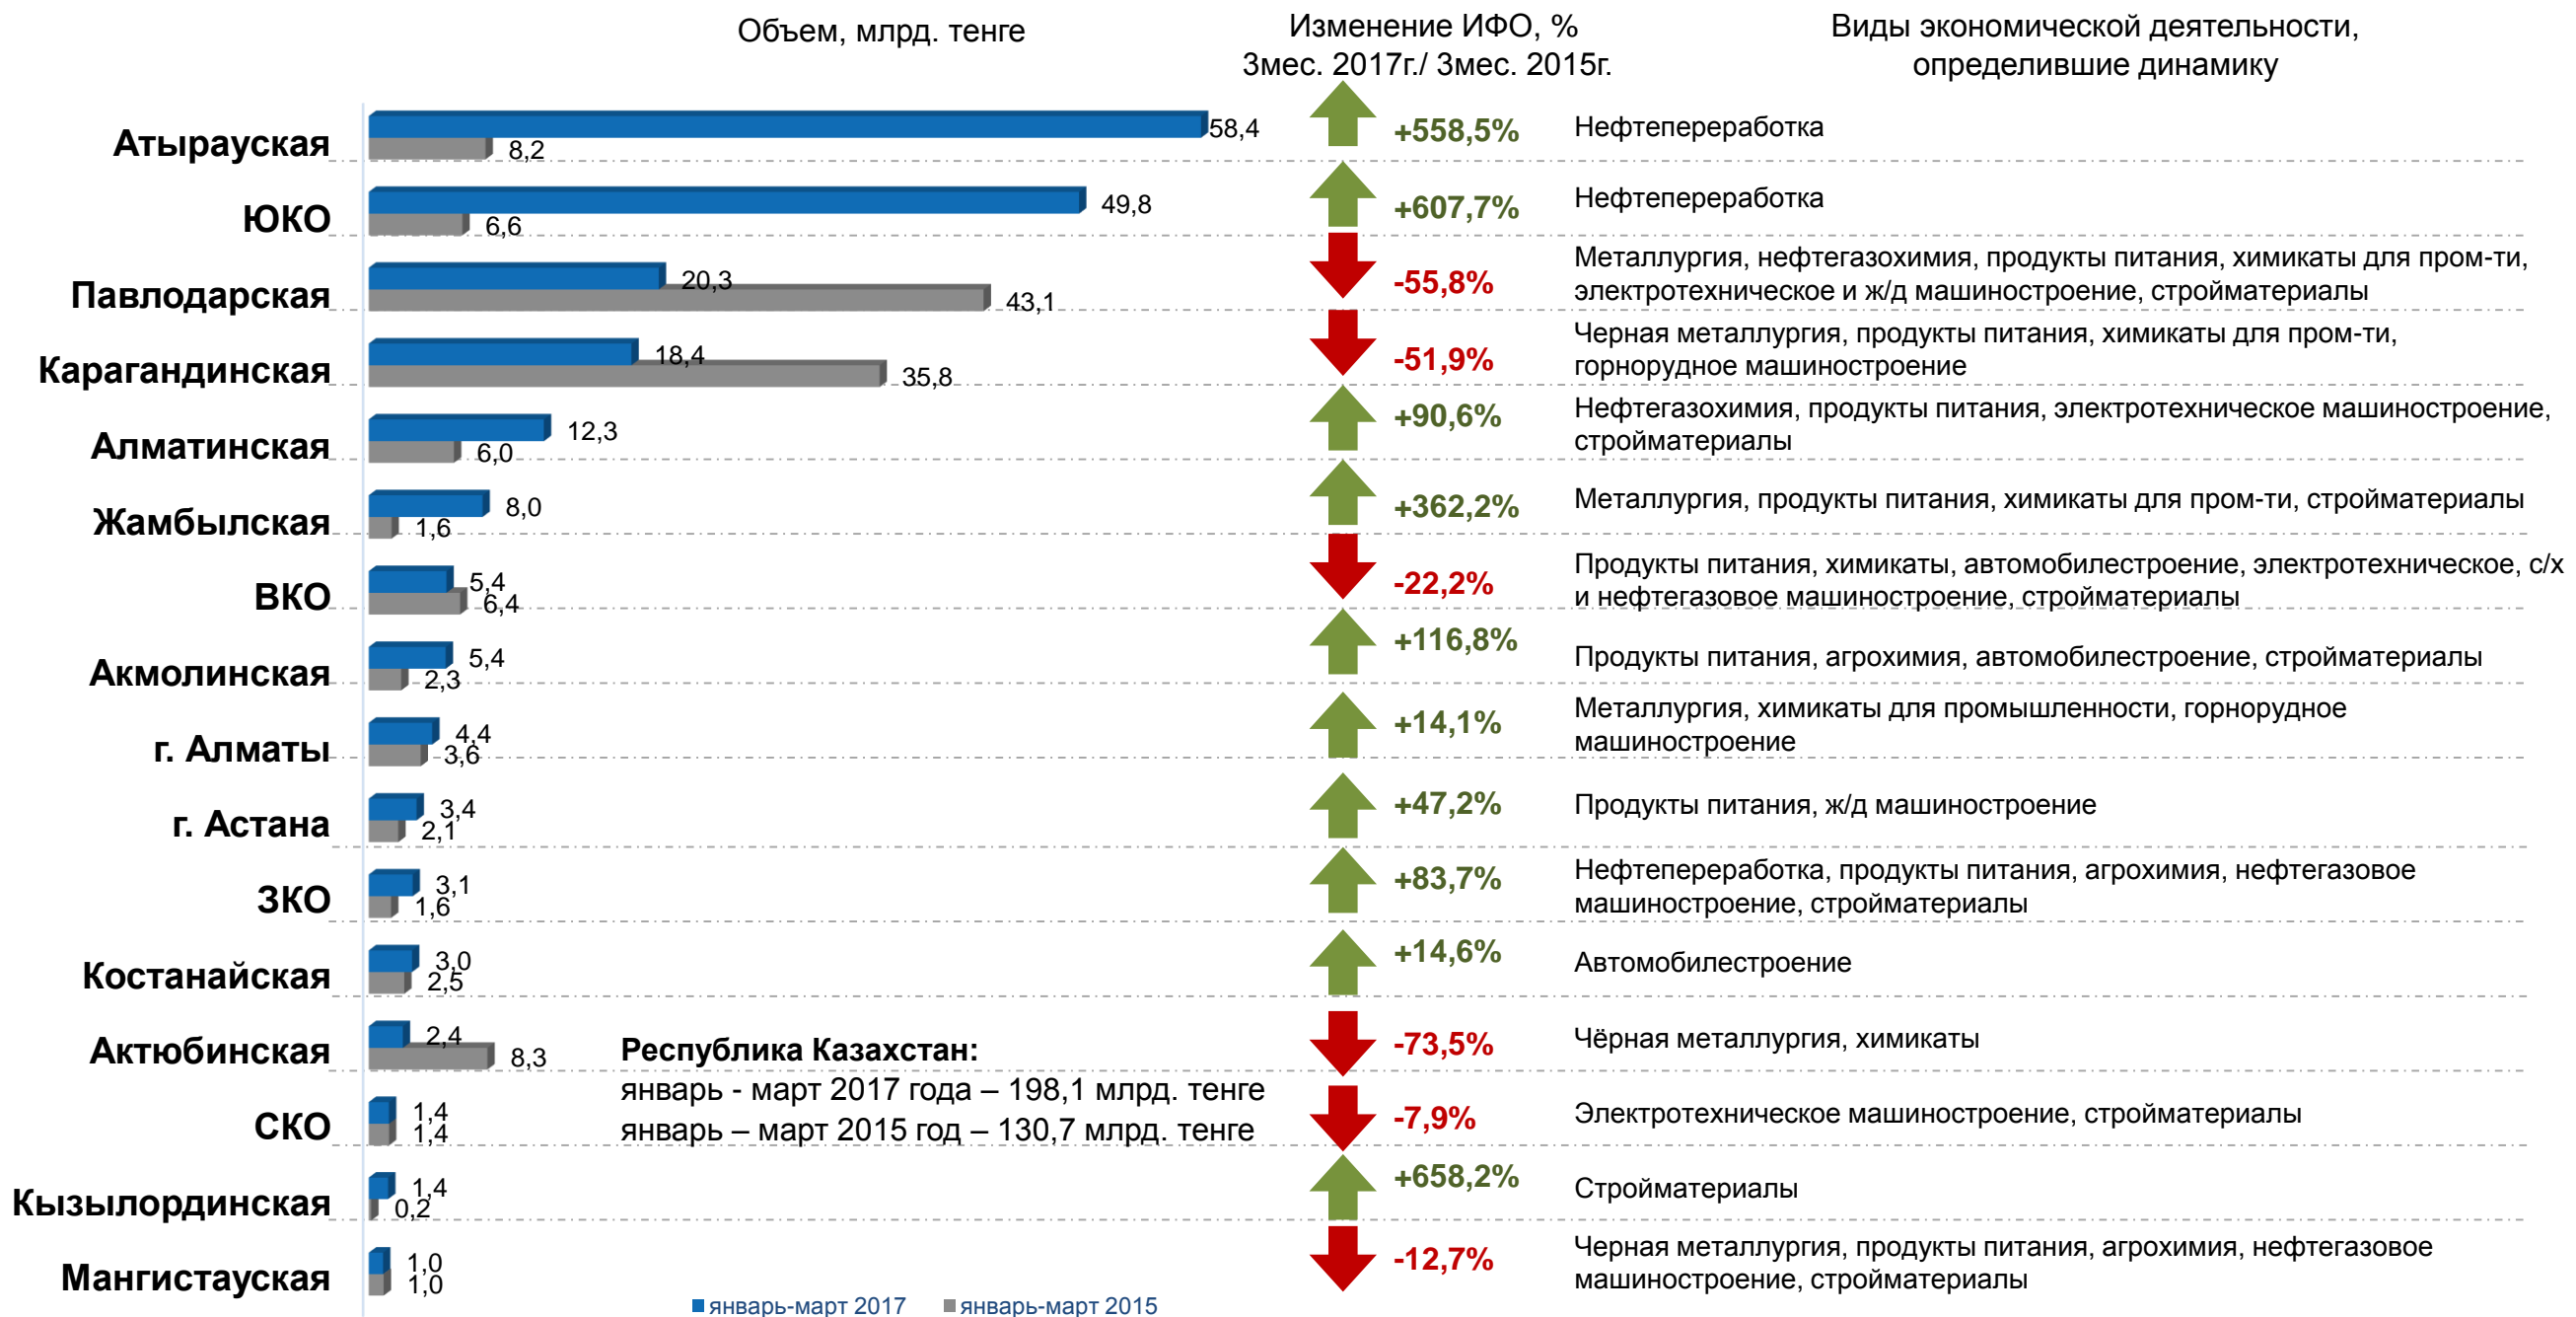 Объем, млрд. тенге
Изменение ИФО, %
3мес. 2017г./ 3мес. 2015г.
Виды экономической деятельности,
определившие динамику
Атырауская
58,4
8,2
+558,5%
Нефтепереработка
ЮКО
49,8
6,6
+607,7%
Нефтепереработка
Павлодарская
20,3
43,1
-55,8%
Металлургия, нефтегазохимия, продукты питания, химикаты для пром-ти,
электротехническое и ж/д машиностроение, стройматериалы
Карагандинская
18,4
35,8
-51,9%
Черная металлургия, продукты питания, химикаты для пром-ти,
горнорудное машиностроение
Алматинская
12,3
6,0
+90,6%
Нефтегазохимия, продукты питания, электротехническое машиностроение,
стройматериалы
Жамбылская
8,0
1,6
+362,2%
Металлургия, продукты питания, химикаты для пром-ти, стройматериалы
ВКО
5,4
6,4
-22,2%
Продукты питания, химикаты, автомобилестроение, электротехническое, с/х
и нефтегазовое машиностроение, стройматериалы
Акмолинская
5,4
2,3
+116,8%
Продукты питания, агрохимия, автомобилестроение, стройматериалы
г. Алматы
4,4
3,6
+14,1%
Металлургия, химикаты для промышленности, горнорудное
машиностроение
г. Астана
3,4
2,1
+47,2%
Продукты питания, ж/д машиностроение
ЗКО
3,1
1,6
+83,7%
Нефтепереработка, продукты питания, агрохимия, нефтегазовое
машиностроение, стройматериалы
Костанайская
3,0
2,5
+14,6%
Автомобилестроение
Актюбинская
2,4
8,3
-73,5%
Чёрная металлургия, химикаты
Республика Казахстан:
январь - март 2017 года – 198,1 млрд. тенге
январь – март 2015 год – 130,7 млрд. тенге
СКО
1,4
1,4
-7,9%
Электротехническое машиностроение, стройматериалы
Кызылординская
1,4
0,2
+658,2%
Стройматериалы
Мангистауская
1,0
1,0
-12,7%
Черная металлургия, продукты питания, агрохимия, нефтегазовое
машиностроение, стройматериалы
январь-март 2017
январь-март 2015